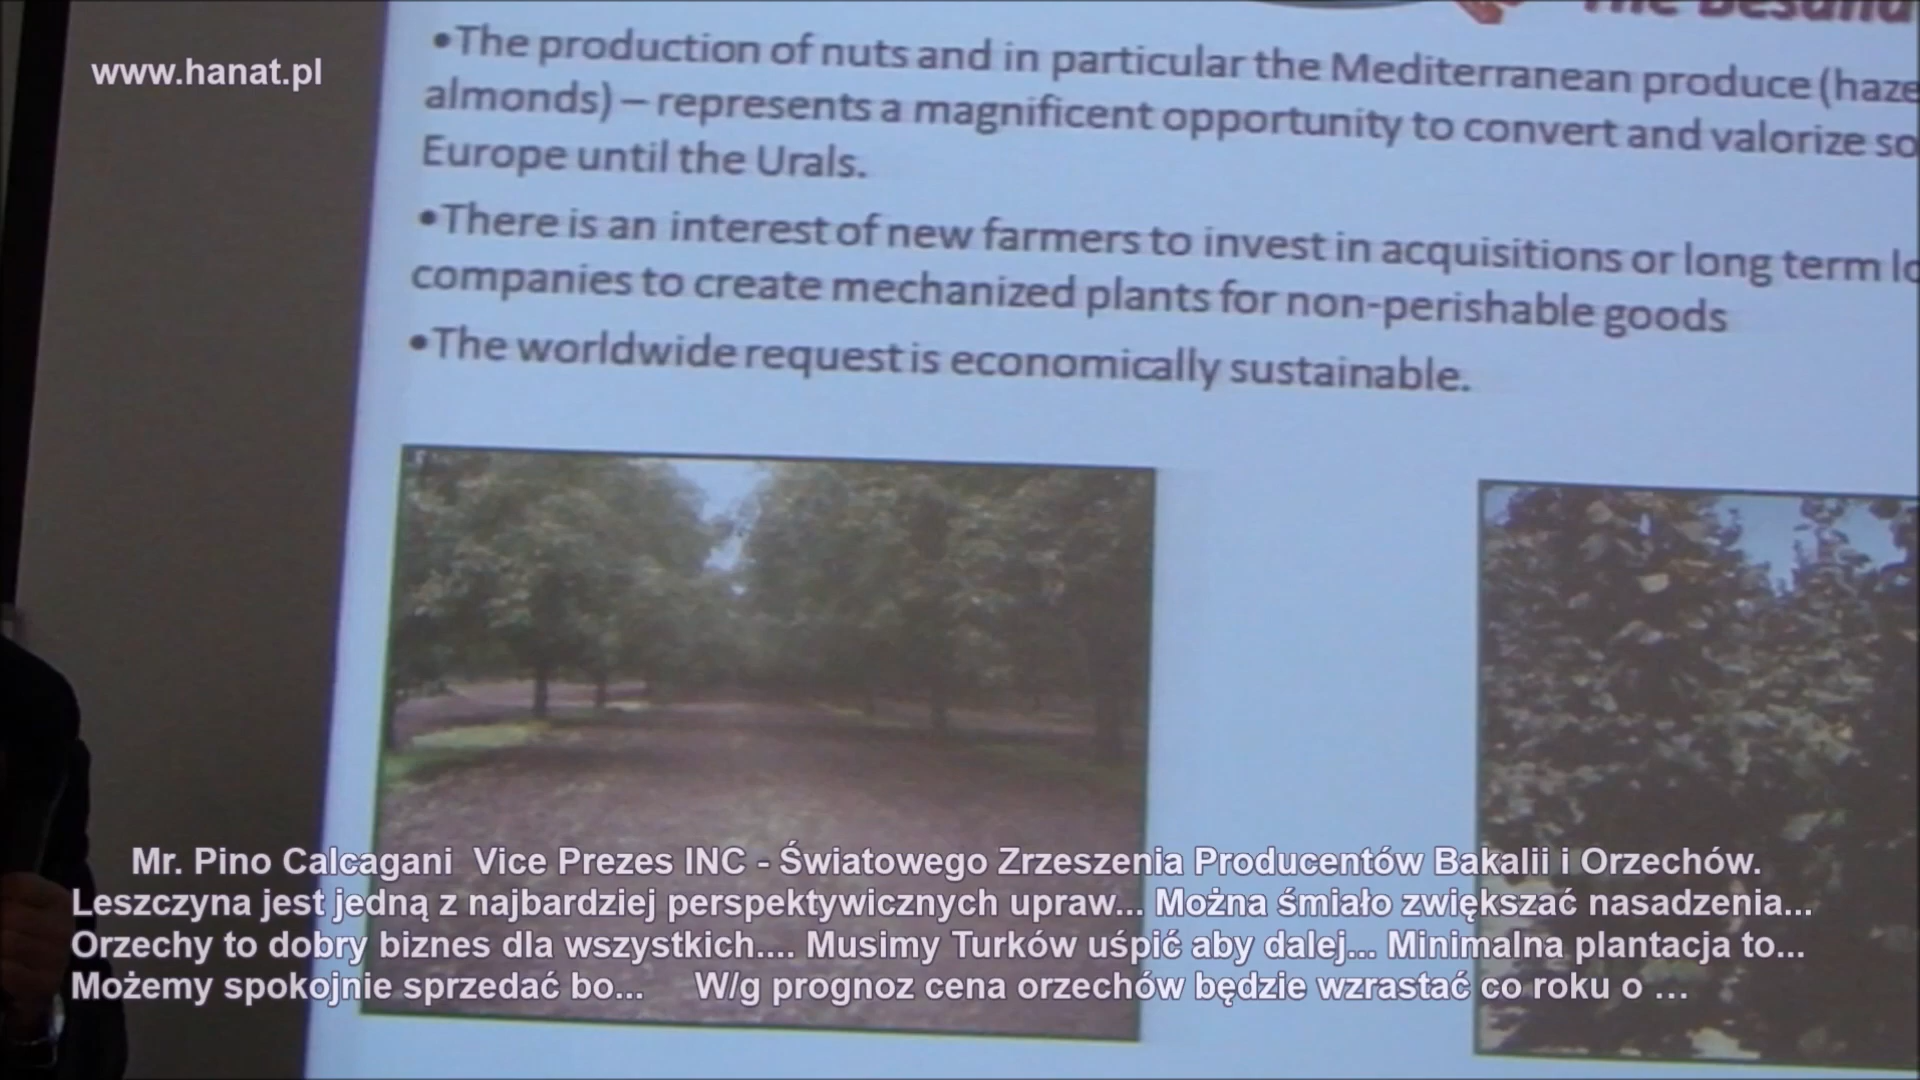 www.hanat.pl
The Besana
•The production of nuts and in particular the Mediterranean produce (haze
almonds) – represents a magnificent opportunity to convert and valorize so
Europe until the Urals.
•There is an interest of new farmers to invest in acquisitions or long term lo
companies to create mechanized plants for non-perishable goods
•The worldwide request is economically sustainable.
Mr. Pino Calcagani Vice Prezes INC - Światowego Zrzeszenia Producentów Bakalii i Orzechów.
Leszczyna jest jedną z najbardziej perspektywicznych upraw... Można śmiało zwiększać nasadzenia...
Orzechy to dobry biznes dla wszystkich.... Musimy Turków uśpić aby dalej... Minimalna plantacja to...
Możemy spokojnie sprzedać bo... W/g prognoz cena orzechów będzie wzrastać co roku o ...